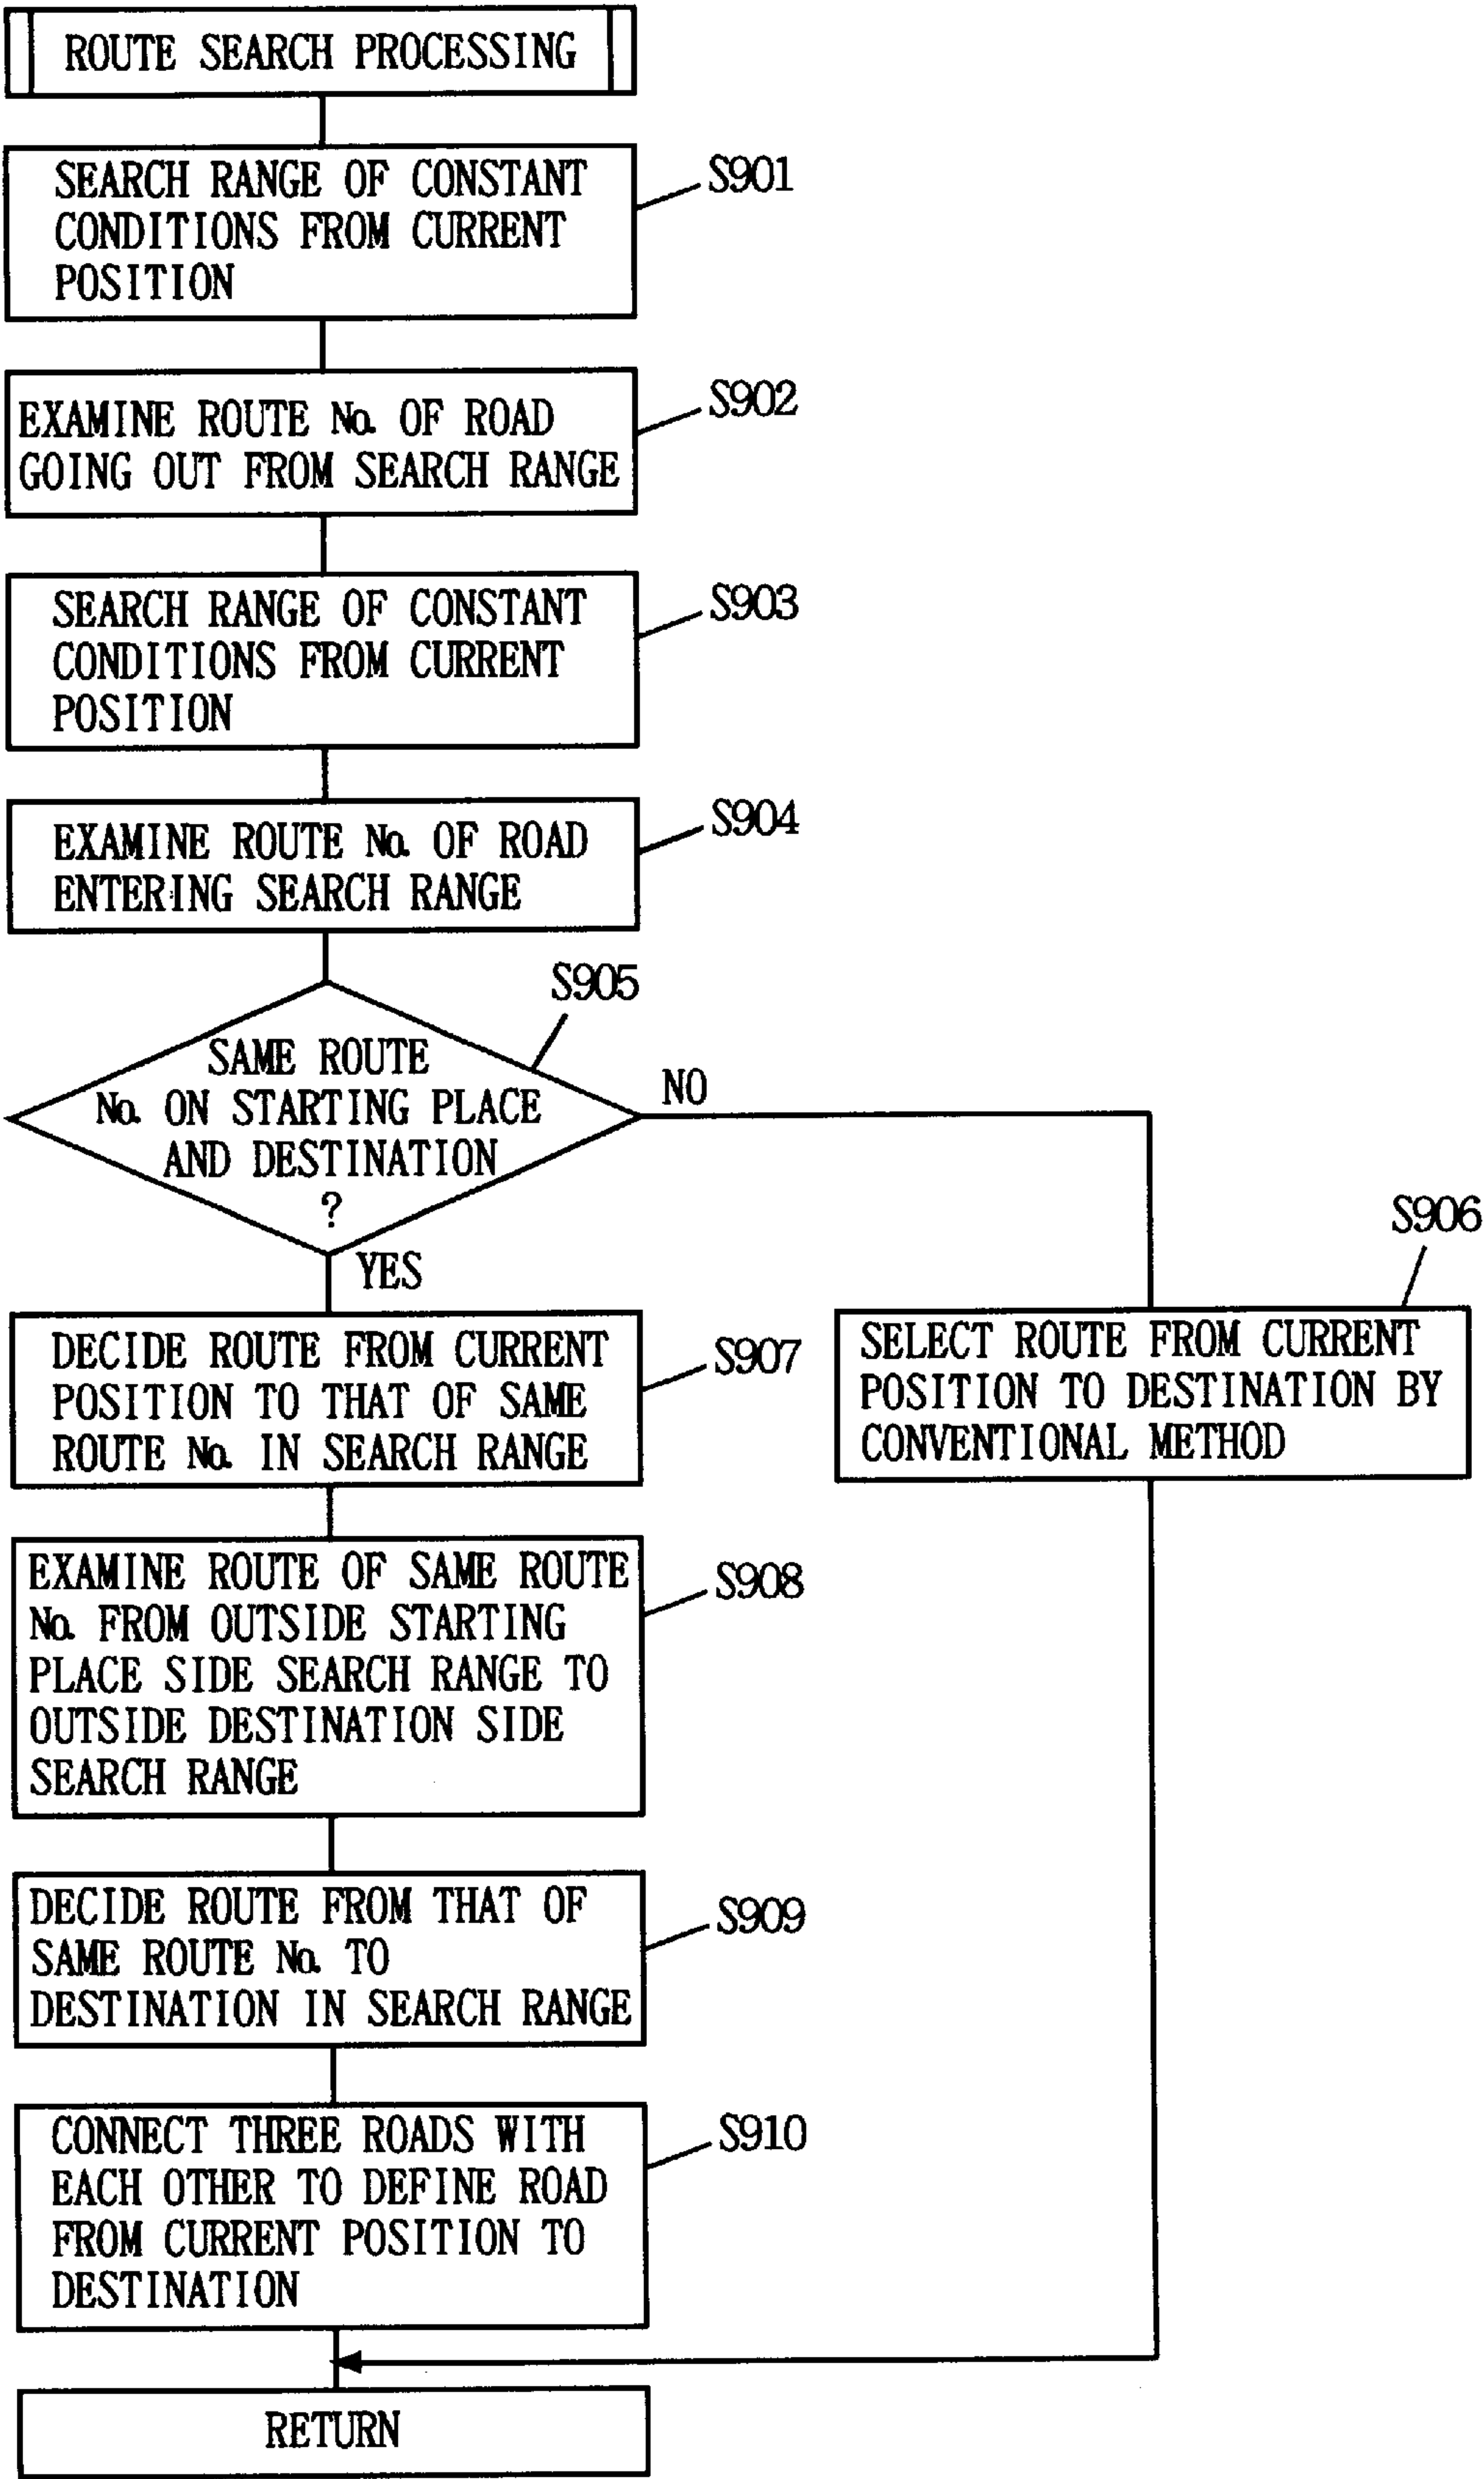 ROUTE SEARCH PROCESSING
SEARCH RANGE OF CONSTANT
CONDITIONS FROM CURRENT
POSITION
S901
EXAMINE ROUTE No. OF ROAD
GOING OUT FROM SEARCH RANGE
S902
SEARCH RANGE OF CONSTANT
CONDITIONS FROM CURRENT
POSITION
S903
EXAMINE ROUTE No. OF ROAD
ENTERING SEARCH RANGE
S904
SAME ROUTE
No. ON STARTING PLACE
AND DESTINATION
?
S905
NO
YES
SELECT ROUTE FROM CURRENT
POSITION TO DESTINATION BY
CONVENTIONAL METHOD
S906
DECIDE ROUTE FROM CURRENT
POSITION TO THAT OF SAME
ROUTE No. IN SEARCH RANGE
S907
EXAMINE ROUTE OF SAME ROUTE
No. FROM OUTSIDE STARTING
PLACE SIDE SEARCH RANGE TO
OUTSIDE DESTINATION SIDE
SEARCH RANGE
S908
DECIDE ROUTE FROM THAT OF
SAME ROUTE No. TO
DESTINATION IN SEARCH RANGE
S909
CONNECT THREE ROADS WITH
EACH OTHER TO DEFINE ROAD
FROM CURRENT POSITION TO
DESTINATION
S910
RETURN